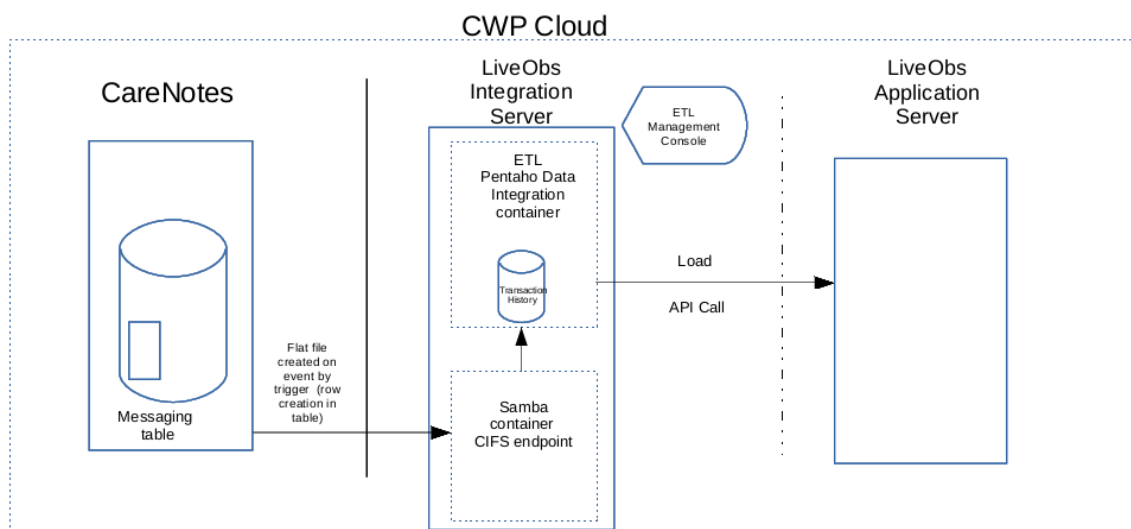 CWP Cloud
CareNotes
LiveObs
Integration
Server
LiveObs
Application
Server
ETL
Management
Console
ETL
Pentaho Data
Integration
container
Transaction
History
Load
API Call
Flat file
created on
event by
trigger (row
creation in
table)
Messaging
table
Samba
container
CIFS endpoint